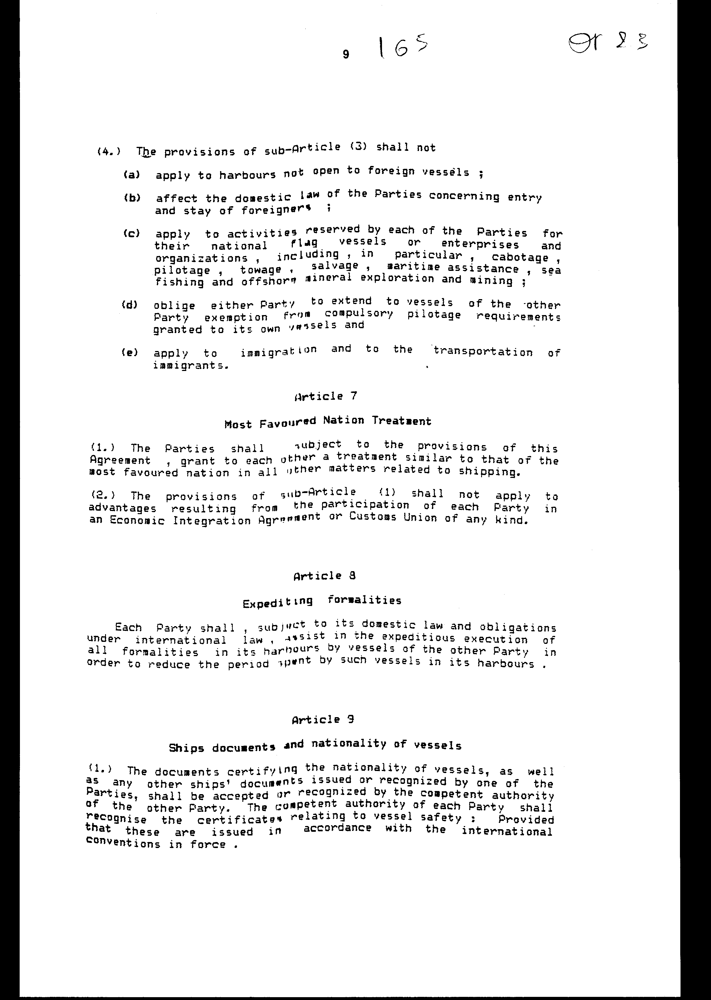 9 165
23
(4.) The provisions of sub-Article (3) shall not
(a) apply to harbours not open to foreign vessels ;
(b) affect the domestic law of the Parties concerning entry
and stay of foreigners ;
(c) apply to activities reserved by each of the Parties for
their national flag vessels or enterprises and
organizations , including , in particular , cabotage ,
pilotage , towage , salvage , maritime assistance , sea
fishing and offshore mineral exploration and mining ;
(d) oblige either Party to extend to vessels of the other
Party exemption from compulsory pilotage requirements
granted to its own vessels and
(e) apply to immigration and to the transportation of
immigrants.
Article 7
Most Favoured Nation Treatment
(1.) The Parties shall subject to the provisions of this
Agreement , grant to each other a treatment similar to that of the
most favoured nation in all other matters related to shipping.
(2.) The provisions of sub-Article (1) shall not apply to
advantages resulting from the participation of each Party in
an Economic Integration Agreement or Customs Union of any kind.
Article 8
Expediting formalities
Each Party shall , subject to its domestic law and obligations
under international law , assist in the expeditious execution of
all formalities in its harbours by vessels of the other Party in
order to reduce the period spent by such vessels in its harbours .
Article 9
Ships documents and nationality of vessels
(1.) The documents certifying the nationality of vessels, as well
as any other ships' documents issued or recognized by one of the
Parties, shall be accepted or recognized by the competent authority
of the other Party. The competent authority of each Party shall
recognise the certificates relating to vessel safety : Provided
that these are issued in accordance with the international
conventions in force .